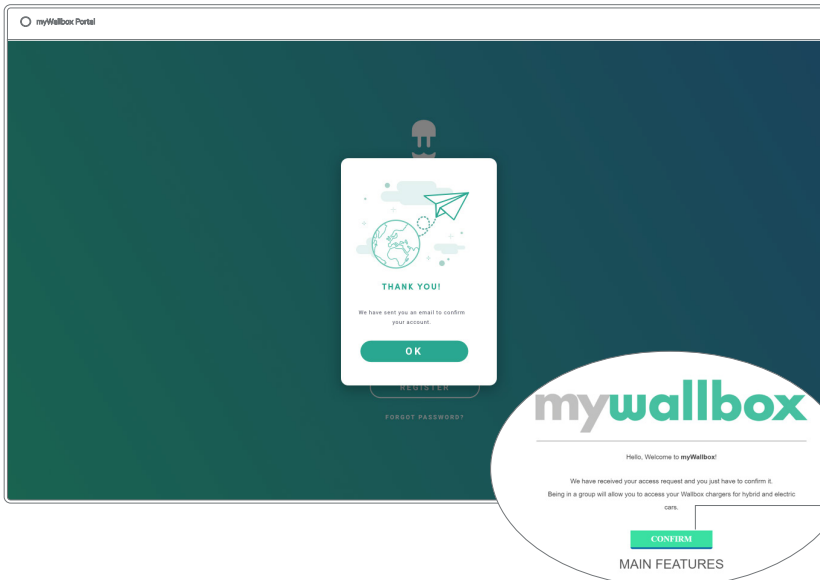 myWallbox Portal
THANK YOU!
We have sent you an email to confirm
your account.
OK
REGISTER
FORGOT PASSWORD?
mywallbox
Hello, Welcome to myWallbox!
We have received your access request and you just have to confirm it.
Being in a group will allow you to access your Wallbox chargers for hybrid and electric
cars.
CONFIRM
MAIN FEATURES